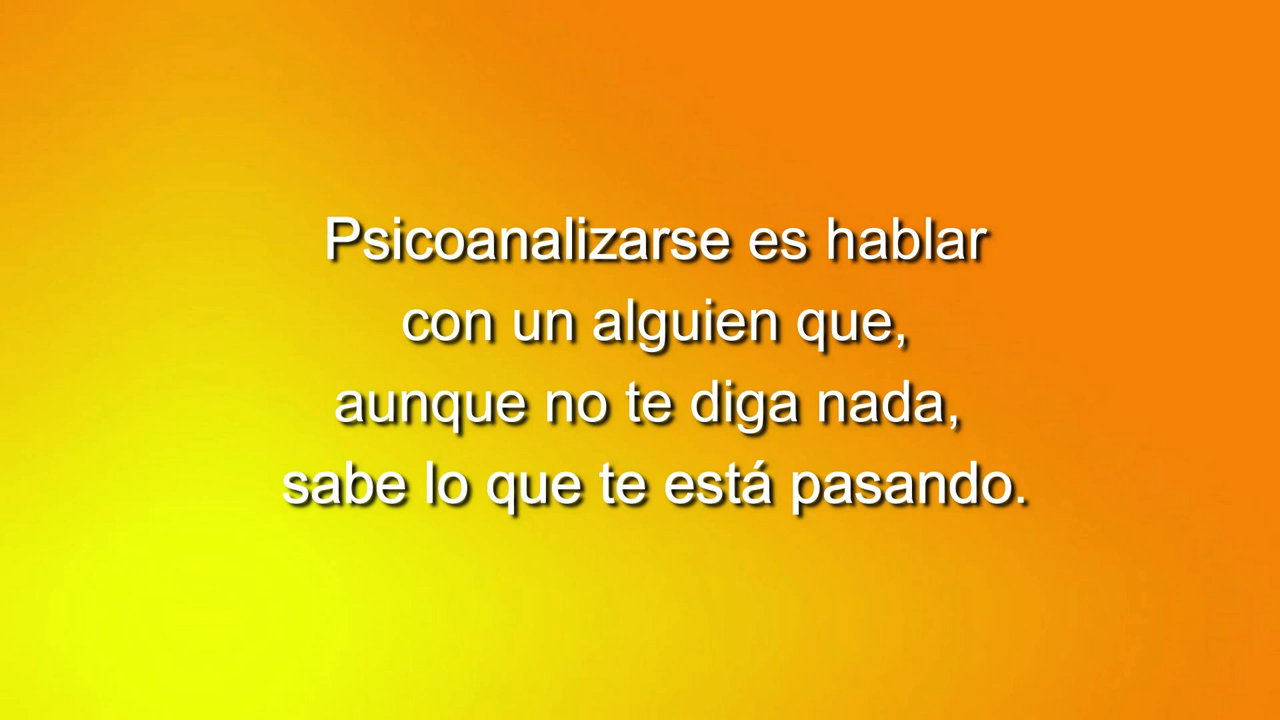 Psicoanalizarse es hablar
con un alguien que,
aunque no te diga nada,
sabe lo que te está pasando.